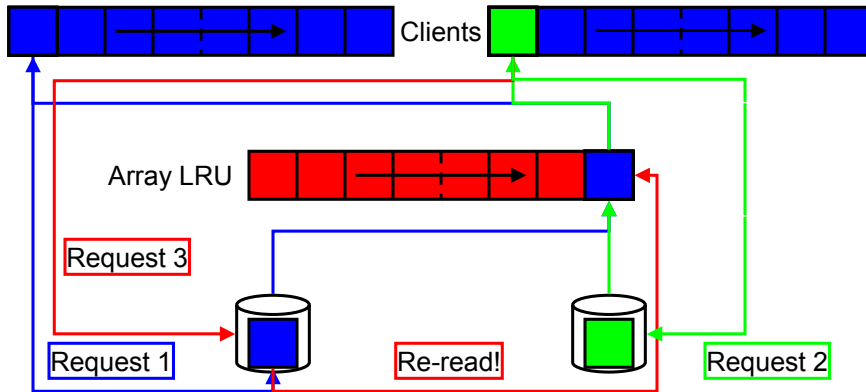 Clients
Array LRU
Request 3
Request 1
Re-read!
Request 2